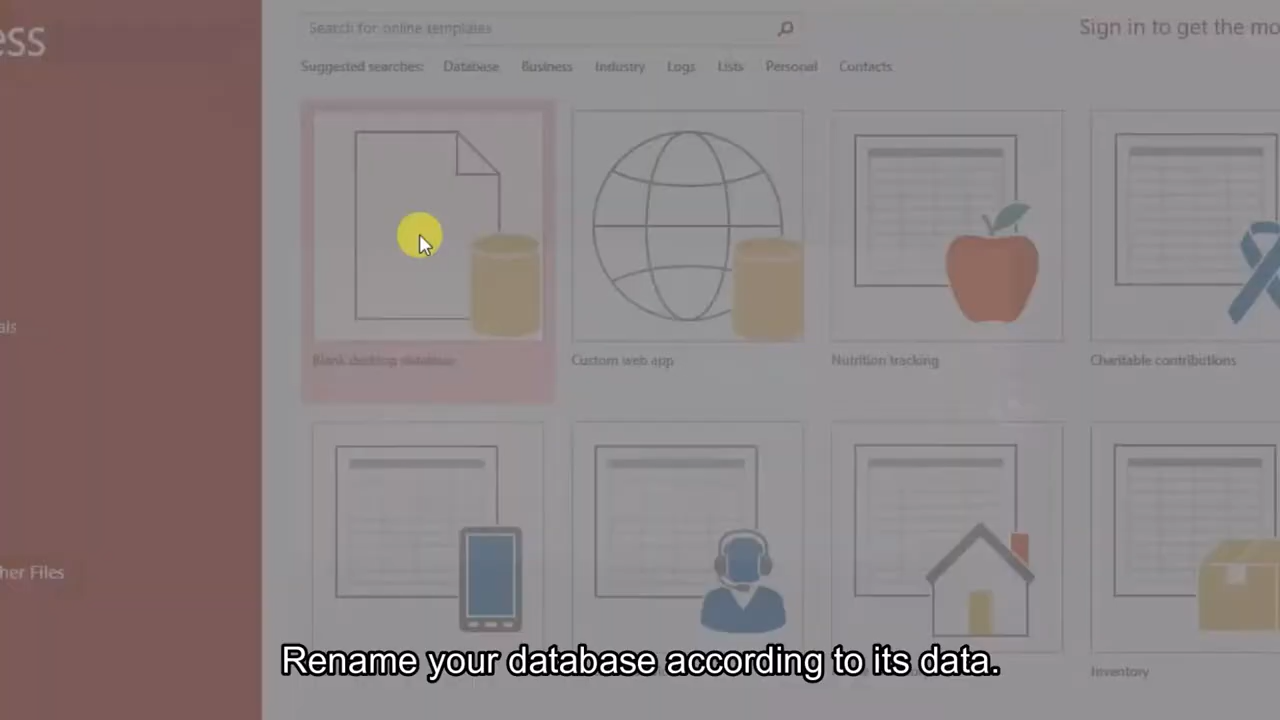 ess
Search for online templates
Sign in to get the mo
Suggested searches: Database Business Industry Logs Lists Personal Contacts
Blank desktop database
Custom web app
Nutrition tracking
Charitable contributions
als
her Files
Rename your database according to its data.
Inventory